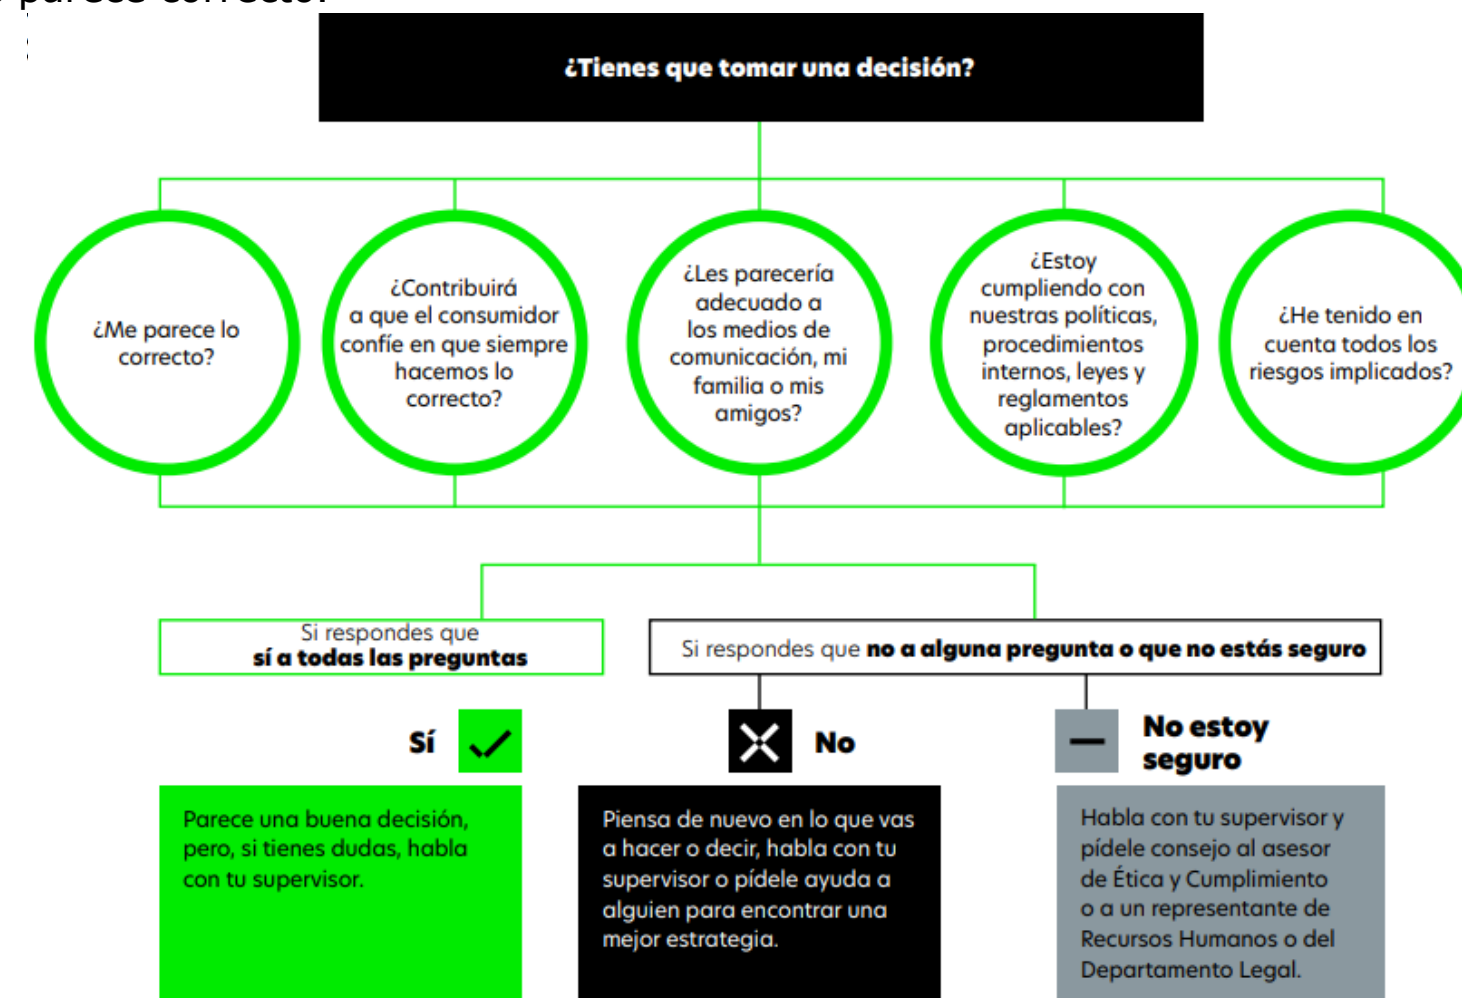 parece correcto.
¿Tienes que tomar una decisión?
¿Me parece lo
correcto?
¿Contribuirá
a que el consumidor
confíe en que siempre
hacemos lo
correcto?
¿Les parecería
adecuado a
los medios de
comunicación, mi
familia o mis
amigos?
¿Estoy
cumpliendo con
nuestras políticas,
procedimientos
internos, leyes y
reglamentos
aplicables?
¿He tenido en
cuenta todos los
riesgos implicados?
Si respondes que
sí a todas las preguntas
Si respondes que no a alguna pregunta o que no estás seguro
Sí
No
No estoy
seguro
Parece una buena decisión,
pero, si tienes dudas, habla
con tu supervisor.
Piensa de nuevo en lo que vas
a hacer o decir, habla con tu
supervisor o pídele ayuda a
alguien para encontrar una
mejor estrategia.
Habla con tu supervisor y
pídele consejo al asesor
de Ética y Cumplimiento
o a un representante de
Recursos Humanos o del
Departamento Legal.